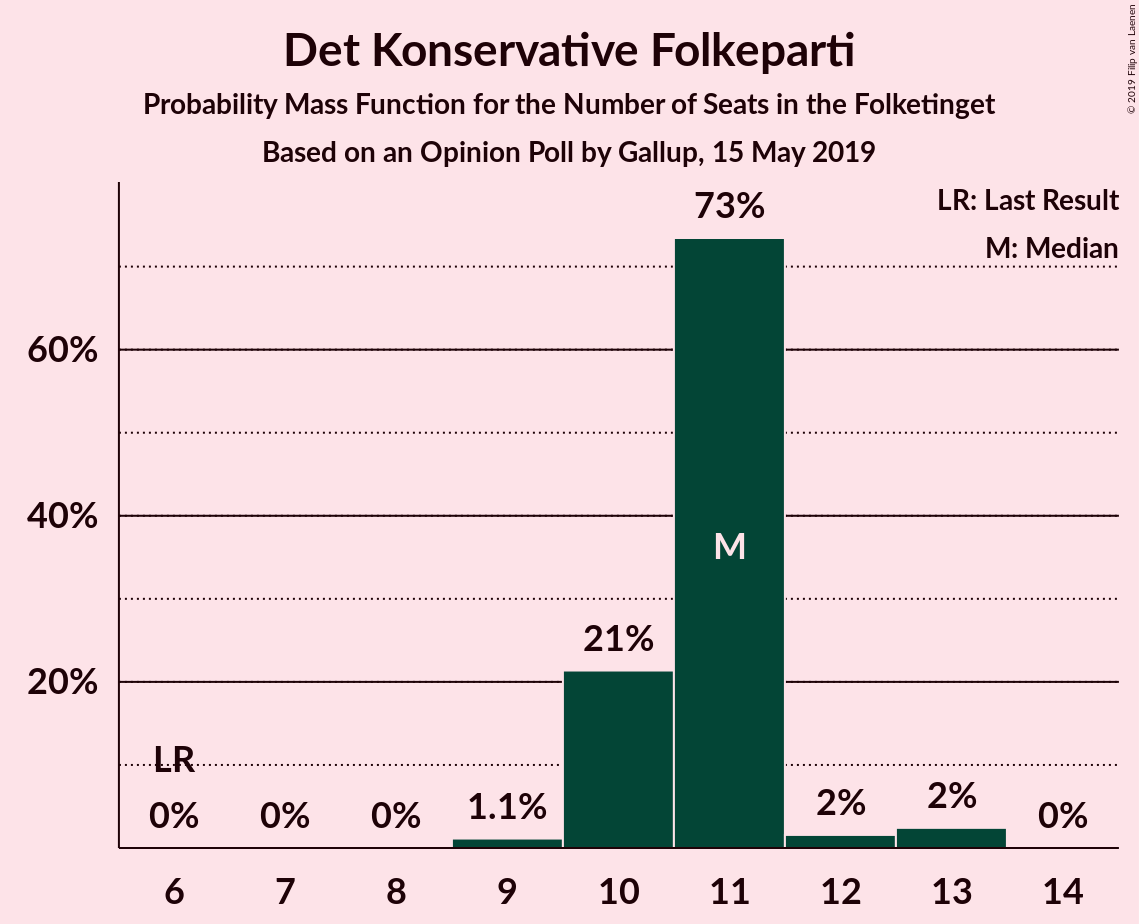 Det Konservative Folkeparti
Probability Mass Function for the Number of Seats in the Folketinget
Based on an Opinion Poll by Gallup, 15 May 2019
© 2019 Filip van Laenen
LR: Last Result
M: Median
73%
60%
40%
M
21%
20%
LR
0%
0%
0%
1.1%
2%
2%
0%
6
7
8
9
10
11
12
13
14